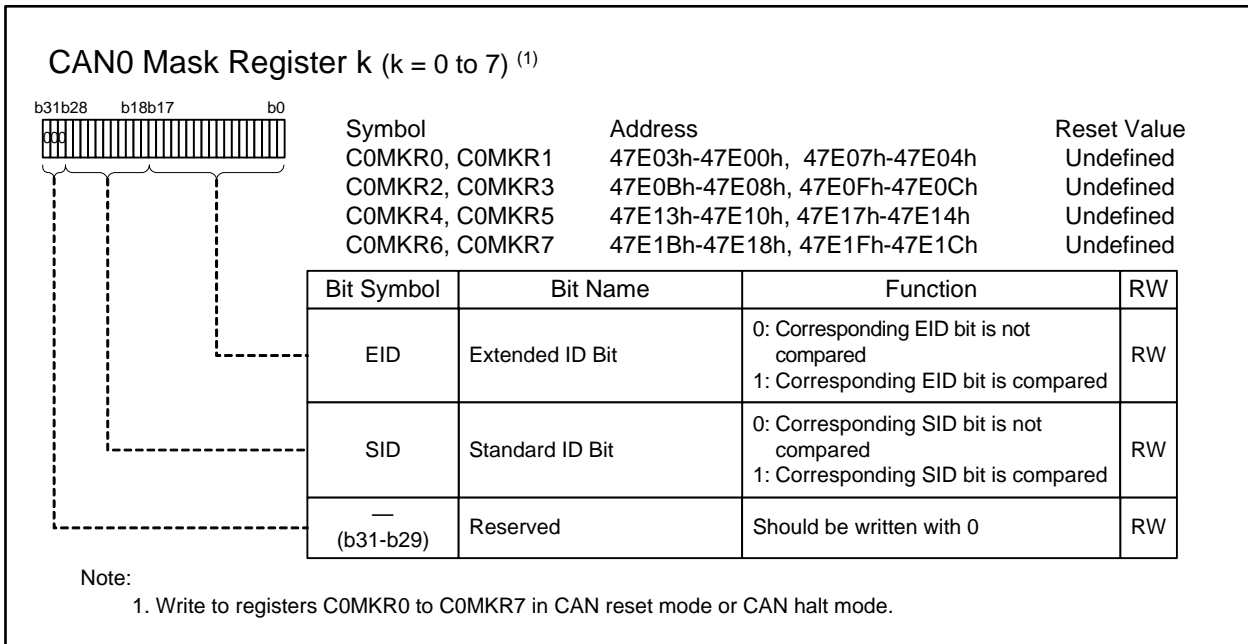 CAN0 Mask Register k (k = 0 to 7) (1)
b31b28 b18b17 b0
000
Symbol Address Reset Value
C0MKR0, C0MKR1 47E03h-47E00h, 47E07h-47E04h Undefined
C0MKR2, C0MKR3 47E0Bh-47E08h, 47E0Fh-47E0Ch Undefined
C0MKR4, C0MKR5 47E13h-47E10h, 47E17h-47E14h Undefined
C0MKR6, C0MKR7 47E1Bh-47E18h, 47E1Fh-47E1Ch Undefined
Bit Symbol Bit Name Function RW
EID Extended ID Bit 0: Corresponding EID bit is not
compared
1: Corresponding EID bit is compared RW
SID Standard ID Bit 0: Corresponding SID bit is not
compared
1: Corresponding SID bit is compared RW
—
(b31-b29) Reserved Should be written with 0 RW
Note:
1. Write to registers C0MKR0 to C0MKR7 in CAN reset mode or CAN halt mode.